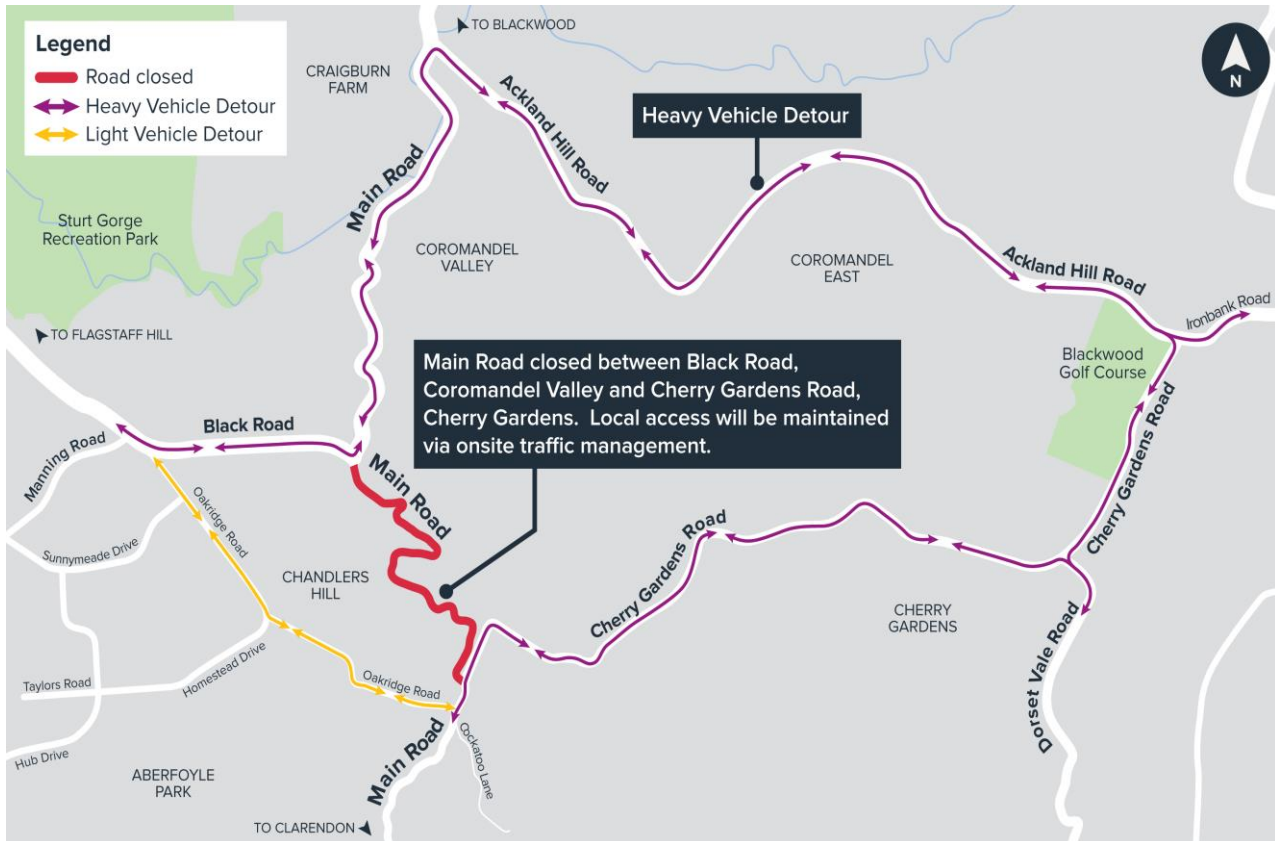 Legend
Road closed
Heavy Vehicle Detour
Light Vehicle Detour
TO BLACKWOOD
N
CRAIGBURN
FARM
Ackland Hill Road
Heavy Vehicle Detour
Main Road
Sturt Gorge
Recreation Park
COROMANDEL
VALLEY
COROMANDEL
EAST
Ackland Hill Road
Ironbank Road
TO FLAGSTAFF HILL
Blackwood
Golf Course
Main Road closed between Black Road,
Coromandel Valley and Cherry Gardens Road,
Cherry Gardens. Local access will be maintained
via onsite traffic management.
Black Road
Manning Road
Main Road
Cherry Gardens Road
Oakridge Road
Sunnymeade Drive
CHANDLERS
HILL
Cherry Gardens Road
CHERRY
GARDENS
Homestead Drive
Taylors Road
Oakridge Road
Dorset Vale Road
Main Road
Cockatoo Lane
Hub Drive
ABERFOYLE
PARK
TO CLARENDON